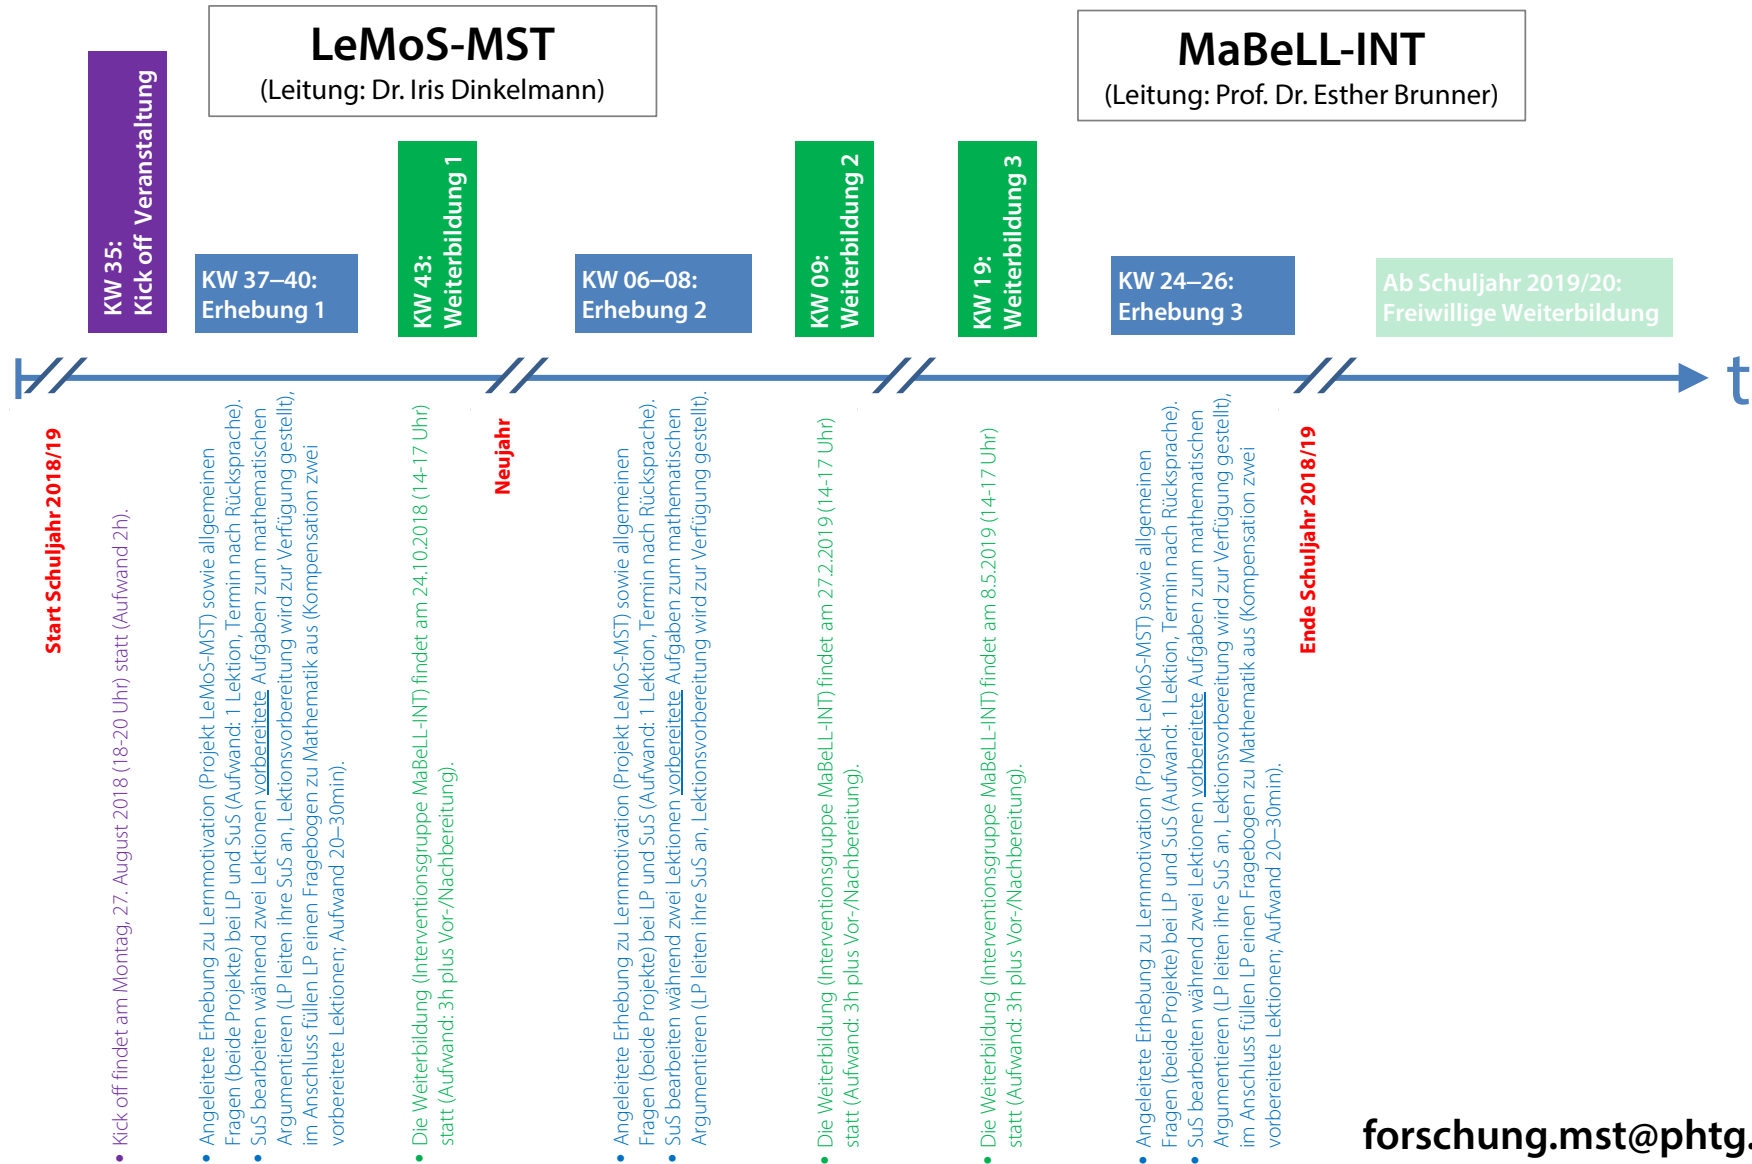 LeMoS-MST
(Leitung: Dr. Iris Dinkelmann)
MaBeLL-INT
(Leitung: Prof. Dr. Esther Brunner)
KW 35:
Kick off Veranstaltung
KW 37–40:
Erhebung 1
KW 43:
Weiterbildung 1
KW 06–08:
Erhebung 2
KW 09:
Weiterbildung 2
KW 19:
Weiterbildung 3
KW 24–26:
Erhebung 3
Ab Schuljahr 2019/20:
Freiwillige Weiterbildung
t
Start Schuljahr 2018/19
• Kick off findet am Montag, 27. August 2018 (18-20 Uhr) statt (Aufwand 2h).
• Angeleitete Erhebung zu Lernmotivation (Projekt LeMoS-MST) sowie allgemeinen
Fragen (beide Projekte) bei LP und SuS (Aufwand: 1 Lektion, Termin nach Rücksprache).
• SuS bearbeiten während zwei Lektionen vorbereitete Aufgaben zum mathematischen
Argumentieren (LP leiten ihre SuS an, Lektionsvorbereitung wird zur Verfügung gestellt),
im Anschluss füllen LP einen Fragebogen zu Mathematik aus (Kompensation zwei
vorbereitete Lektionen; Aufwand 20–30min).
• Die Weiterbildung (Interventionsgruppe MaBeLL-INT) findet am 24.10.2018 (14-17 Uhr)
statt (Aufwand: 3h plus Vor-/Nachbereitung).
Neujahr
• Angeleitete Erhebung zu Lernmotivation (Projekt LeMoS-MST) sowie allgemeinen
Fragen (beide Projekte) bei LP und SuS (Aufwand: 1 Lektion, Termin nach Rücksprache).
• SuS bearbeiten während zwei Lektionen vorbereitete Aufgaben zum mathematischen
Argumentieren (LP leiten ihre SuS an, Lektionsvorbereitung wird zur Verfügung gestellt).
• Die Weiterbildung (Interventionsgruppe MaBeLL-INT) findet am 27.2.2019 (14-17 Uhr)
statt (Aufwand: 3h plus Vor-/Nachbereitung).
• Die Weiterbildung (Interventionsgruppe MaBeLL-INT) findet am 8.5.2019 (14-17 Uhr)
statt (Aufwand: 3h plus Vor-/Nachbereitung).
• Angeleitete Erhebung zu Lernmotivation (Projekt LeMoS-MST) sowie allgemeinen
Fragen (beide Projekte) bei LP und SuS (Aufwand: 1 Lektion, Termin nach Rücksprache).
• SuS bearbeiten während zwei Lektionen vorbereitete Aufgaben zum mathematischen
Argumentieren (LP leiten ihre SuS an, Lektionsvorbereitung wird zur Verfügung gestellt),
im Anschluss füllen LP einen Fragebogen zu Mathematik aus (Kompensation zwei
vorbereitete Lektionen; Aufwand 20–30min).
Ende Schuljahr 2018/19
forschung.mst@phtg.